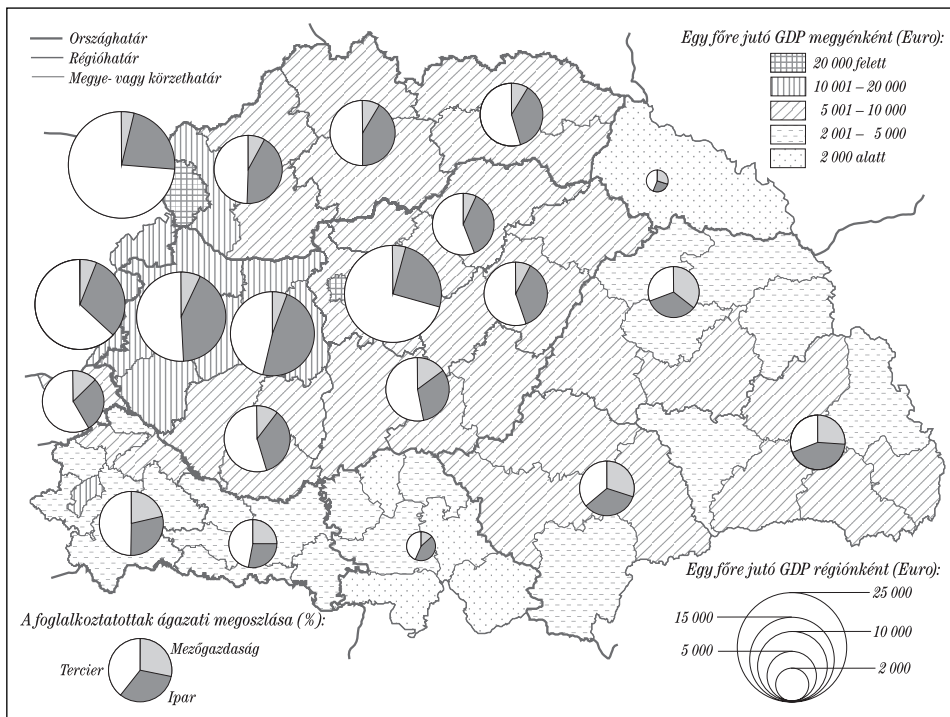 Országhatár
Régióhatár
Megye- vagy körzethatár
Egy főre jutó GDP megyénként (Euro):
20 000 felett
10 001 – 20 000
5 001 – 10 000
2 001 – 5 000
2 000 alatt
A foglalkoztatottak ágazati megoszlása (%):
Mezőgazdaság
Tercier
Ipar
Egy főre jutó GDP régiónként (Euro):
25 000
15 000
10 000
5 000
2 000